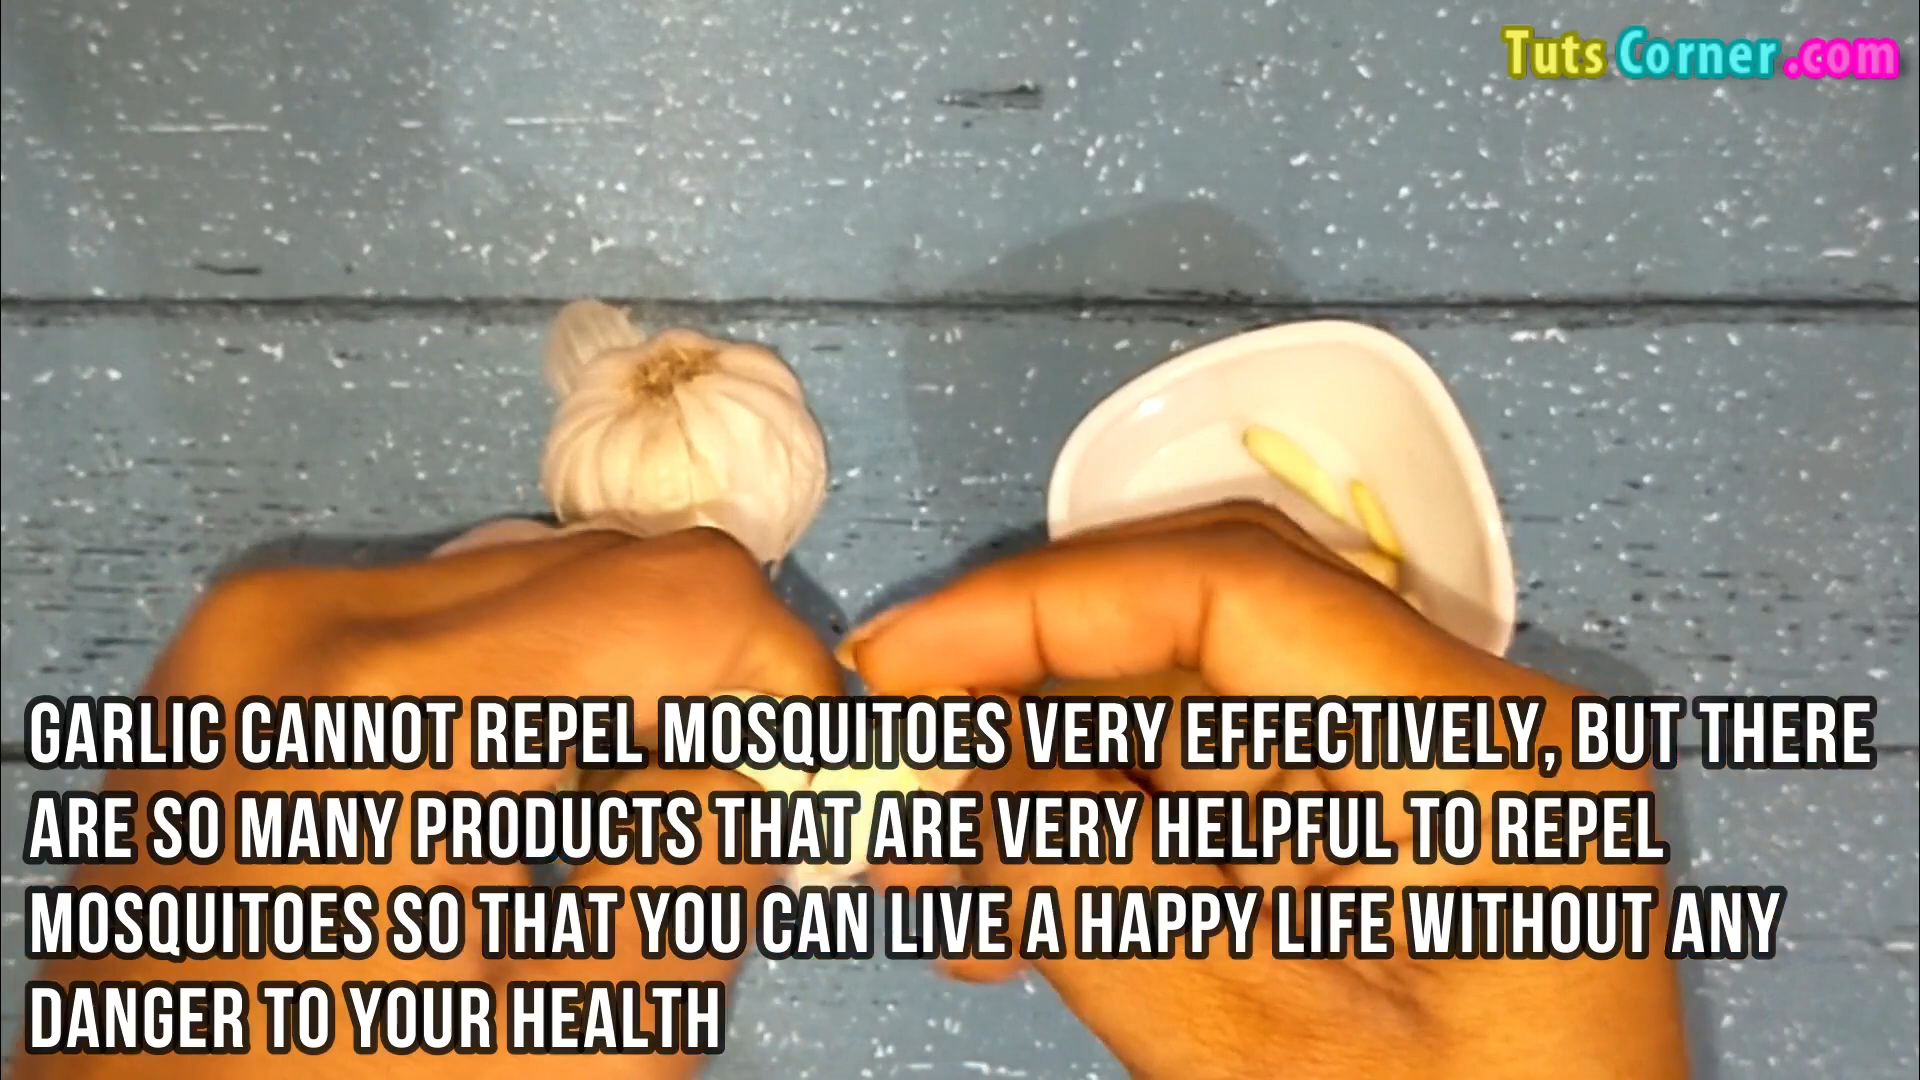 Tuts Corner.com
GARLIC CANNOT REPEL MOSQUITOES VERY EFFECTIVELY, BUT THERE
ARE SO MANY PRODUCTS THAT ARE VERY HELPFUL TO REPEL
MOSQUITOES SO THAT YOU CAN LIVE A HAPPY LIFE WITHOUT ANY
DANGER TO YOUR HEALTH